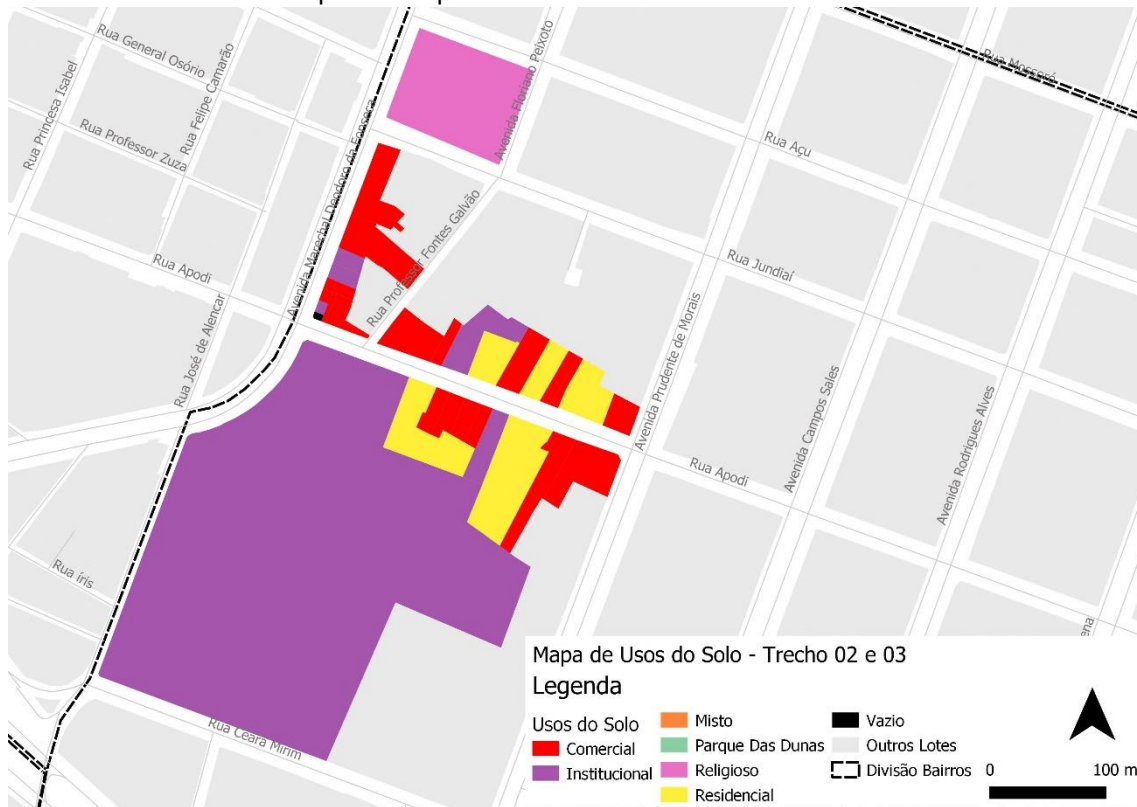 Rua General Osório
Rua Felipe Camarão
Rua Princesa Isabel
Rua Professor Zuza
Avenida Marechal Deodoro da Fonseca
Avenida Floriano Peixoto
Rua Mossoró
Rua Açu
Rua Professor Fontes Galvão
Rua Apodi
Rua Jundiaí
Rua José de Alencar
Avenida Prudente de Morais
Avenida Campos Sales
Avenida Rodrigues Alves
Rua Apodi
Rua íris
Rua Ceará Mirim
Mapa de Usos do Solo - Trecho 02 e 03
Legenda
Usos do Solo
Comercial
Institucional
Misto
Parque Das Dunas
Religioso
Residencial
Vazio
Outros Lotes
Divisão Bairros
0 100 m